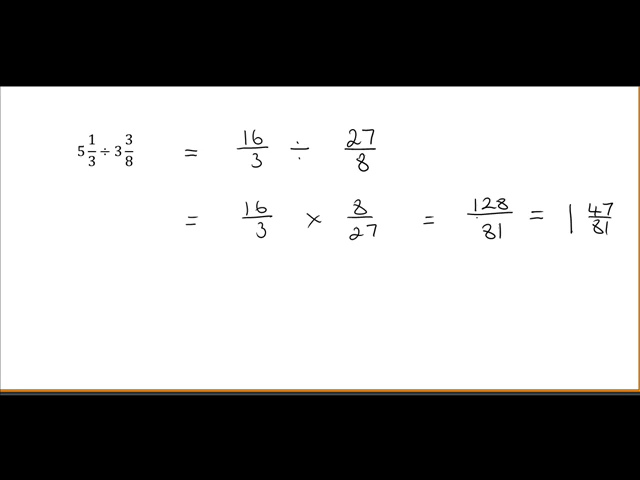 5 1/3 ÷ 3 3/8 = 16/3 ÷ 27/8
= 16/3 × 8/27 = 128/81 = 1 47/81